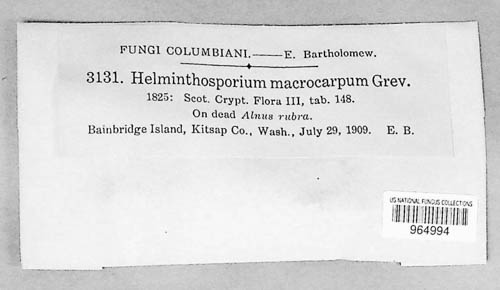 FUNGI COLUMBIANI.——E. Bartholomew.
3131. Helminthosporium macrocarpum Grev.
1825: Scot. Crypt. Flora III, tab. 148.
On dead Alnus rubra.
Bainbridge Island, Kitsap Co., Wash., July 29, 1909. E. B.
US NATIONAL FUNGUS COLLECTIONS
964994